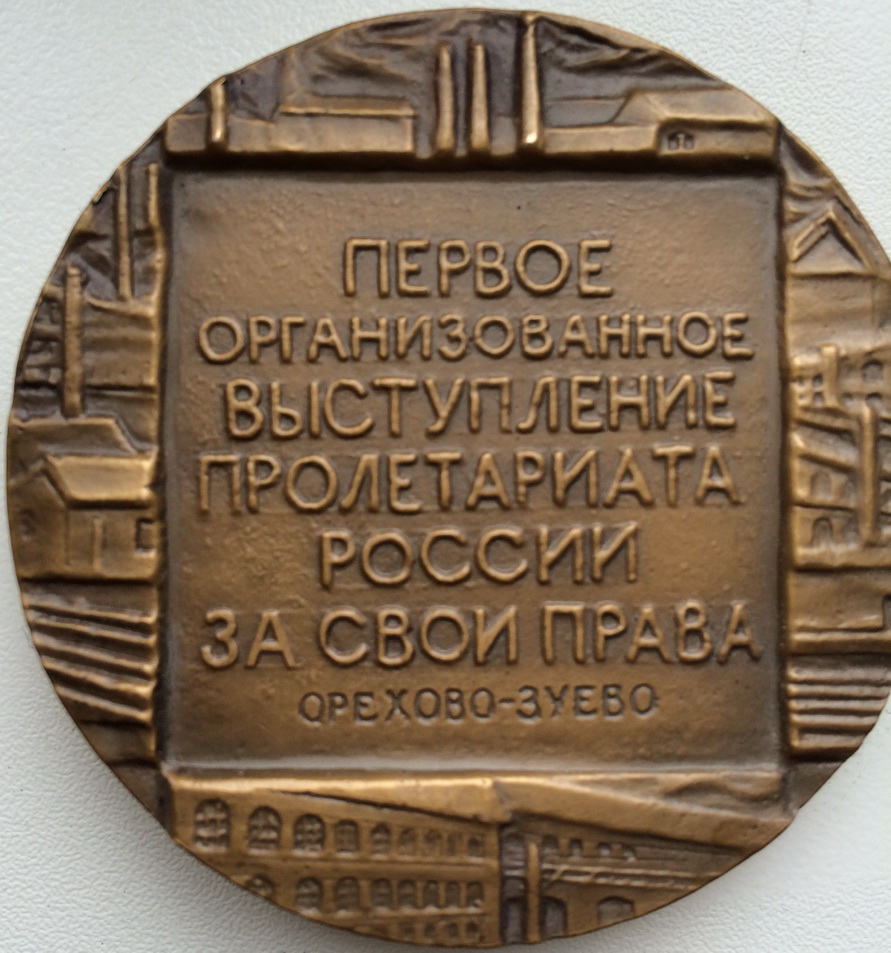 ПЕРВОЕ
ОРГАНИЗОВАННОЕ
ВЫСТУПЛЕНИЕ
ПРОЛЕТАРИАТА
РОССИИ
ЗА СВОИ ПРАВА
ОРЕХОВО-ЗУЕВО